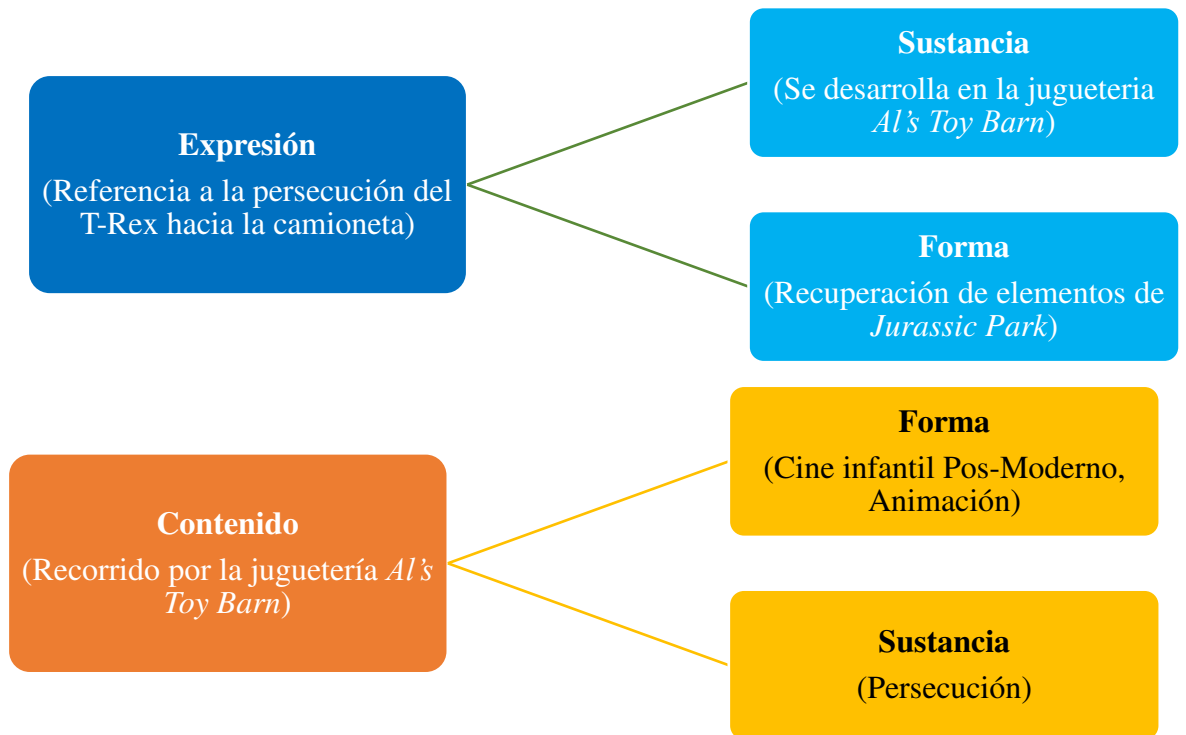 Expresión
(Referencia a la persecución del
T-Rex hacia la camioneta)
Sustancia
(Se desarrolla en la jugueteria
Al’s Toy Barn)
Forma
(Recuperación de elementos de
Jurassic Park)
Contenido
(Recorrido por la juguetería Al’s
Toy Barn)
Forma
(Cine infantil Pos-Moderno,
Animación)
Sustancia
(Persecución)